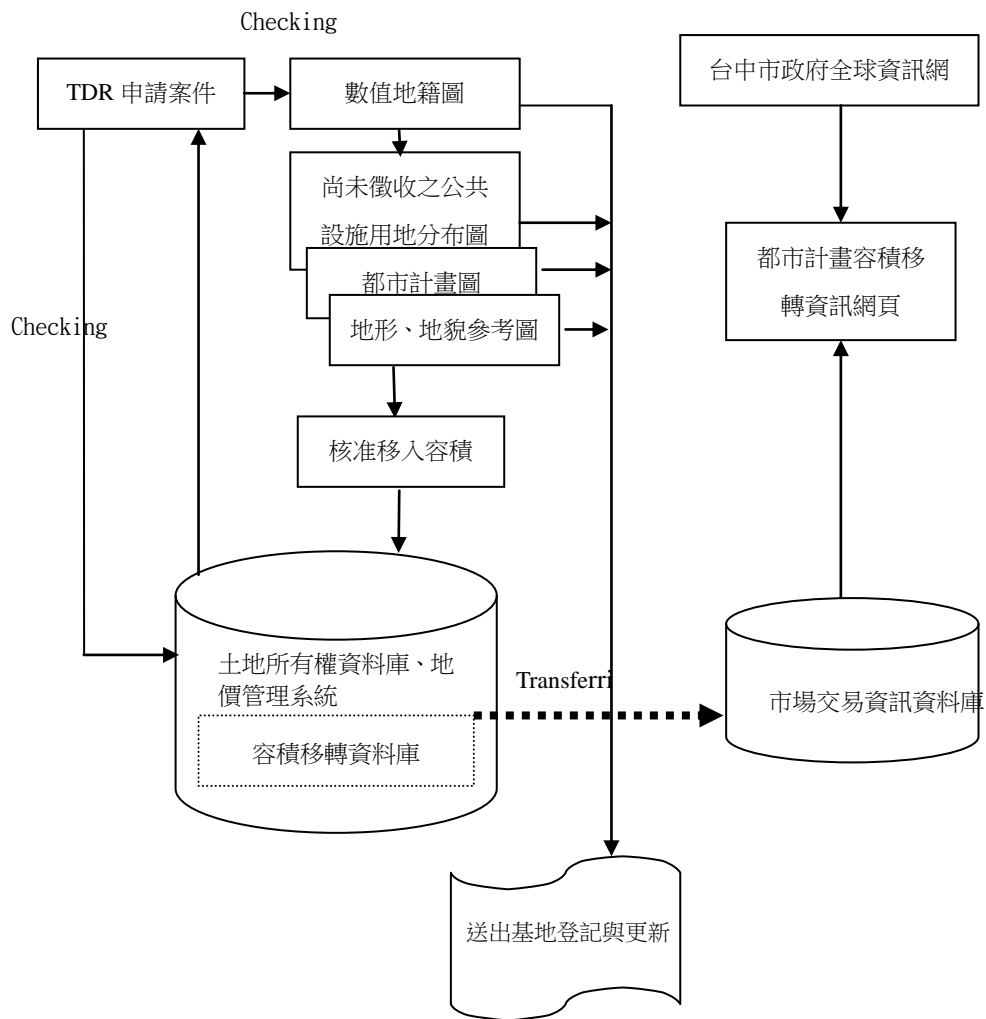 Checking
TDR 申請案件
數值地籍圖
台中市政府全球資訊網
尚未徵收之公共
設施用地分布圖
都市計畫圖
地形、地貌參考圖
都市計畫容積移
轉資訊網頁
Checking
核准移入容積
土地所有權資料庫、地
價管理系統
容積移轉資料庫
Transferri
市場交易資訊資料庫
送出基地登記與更新